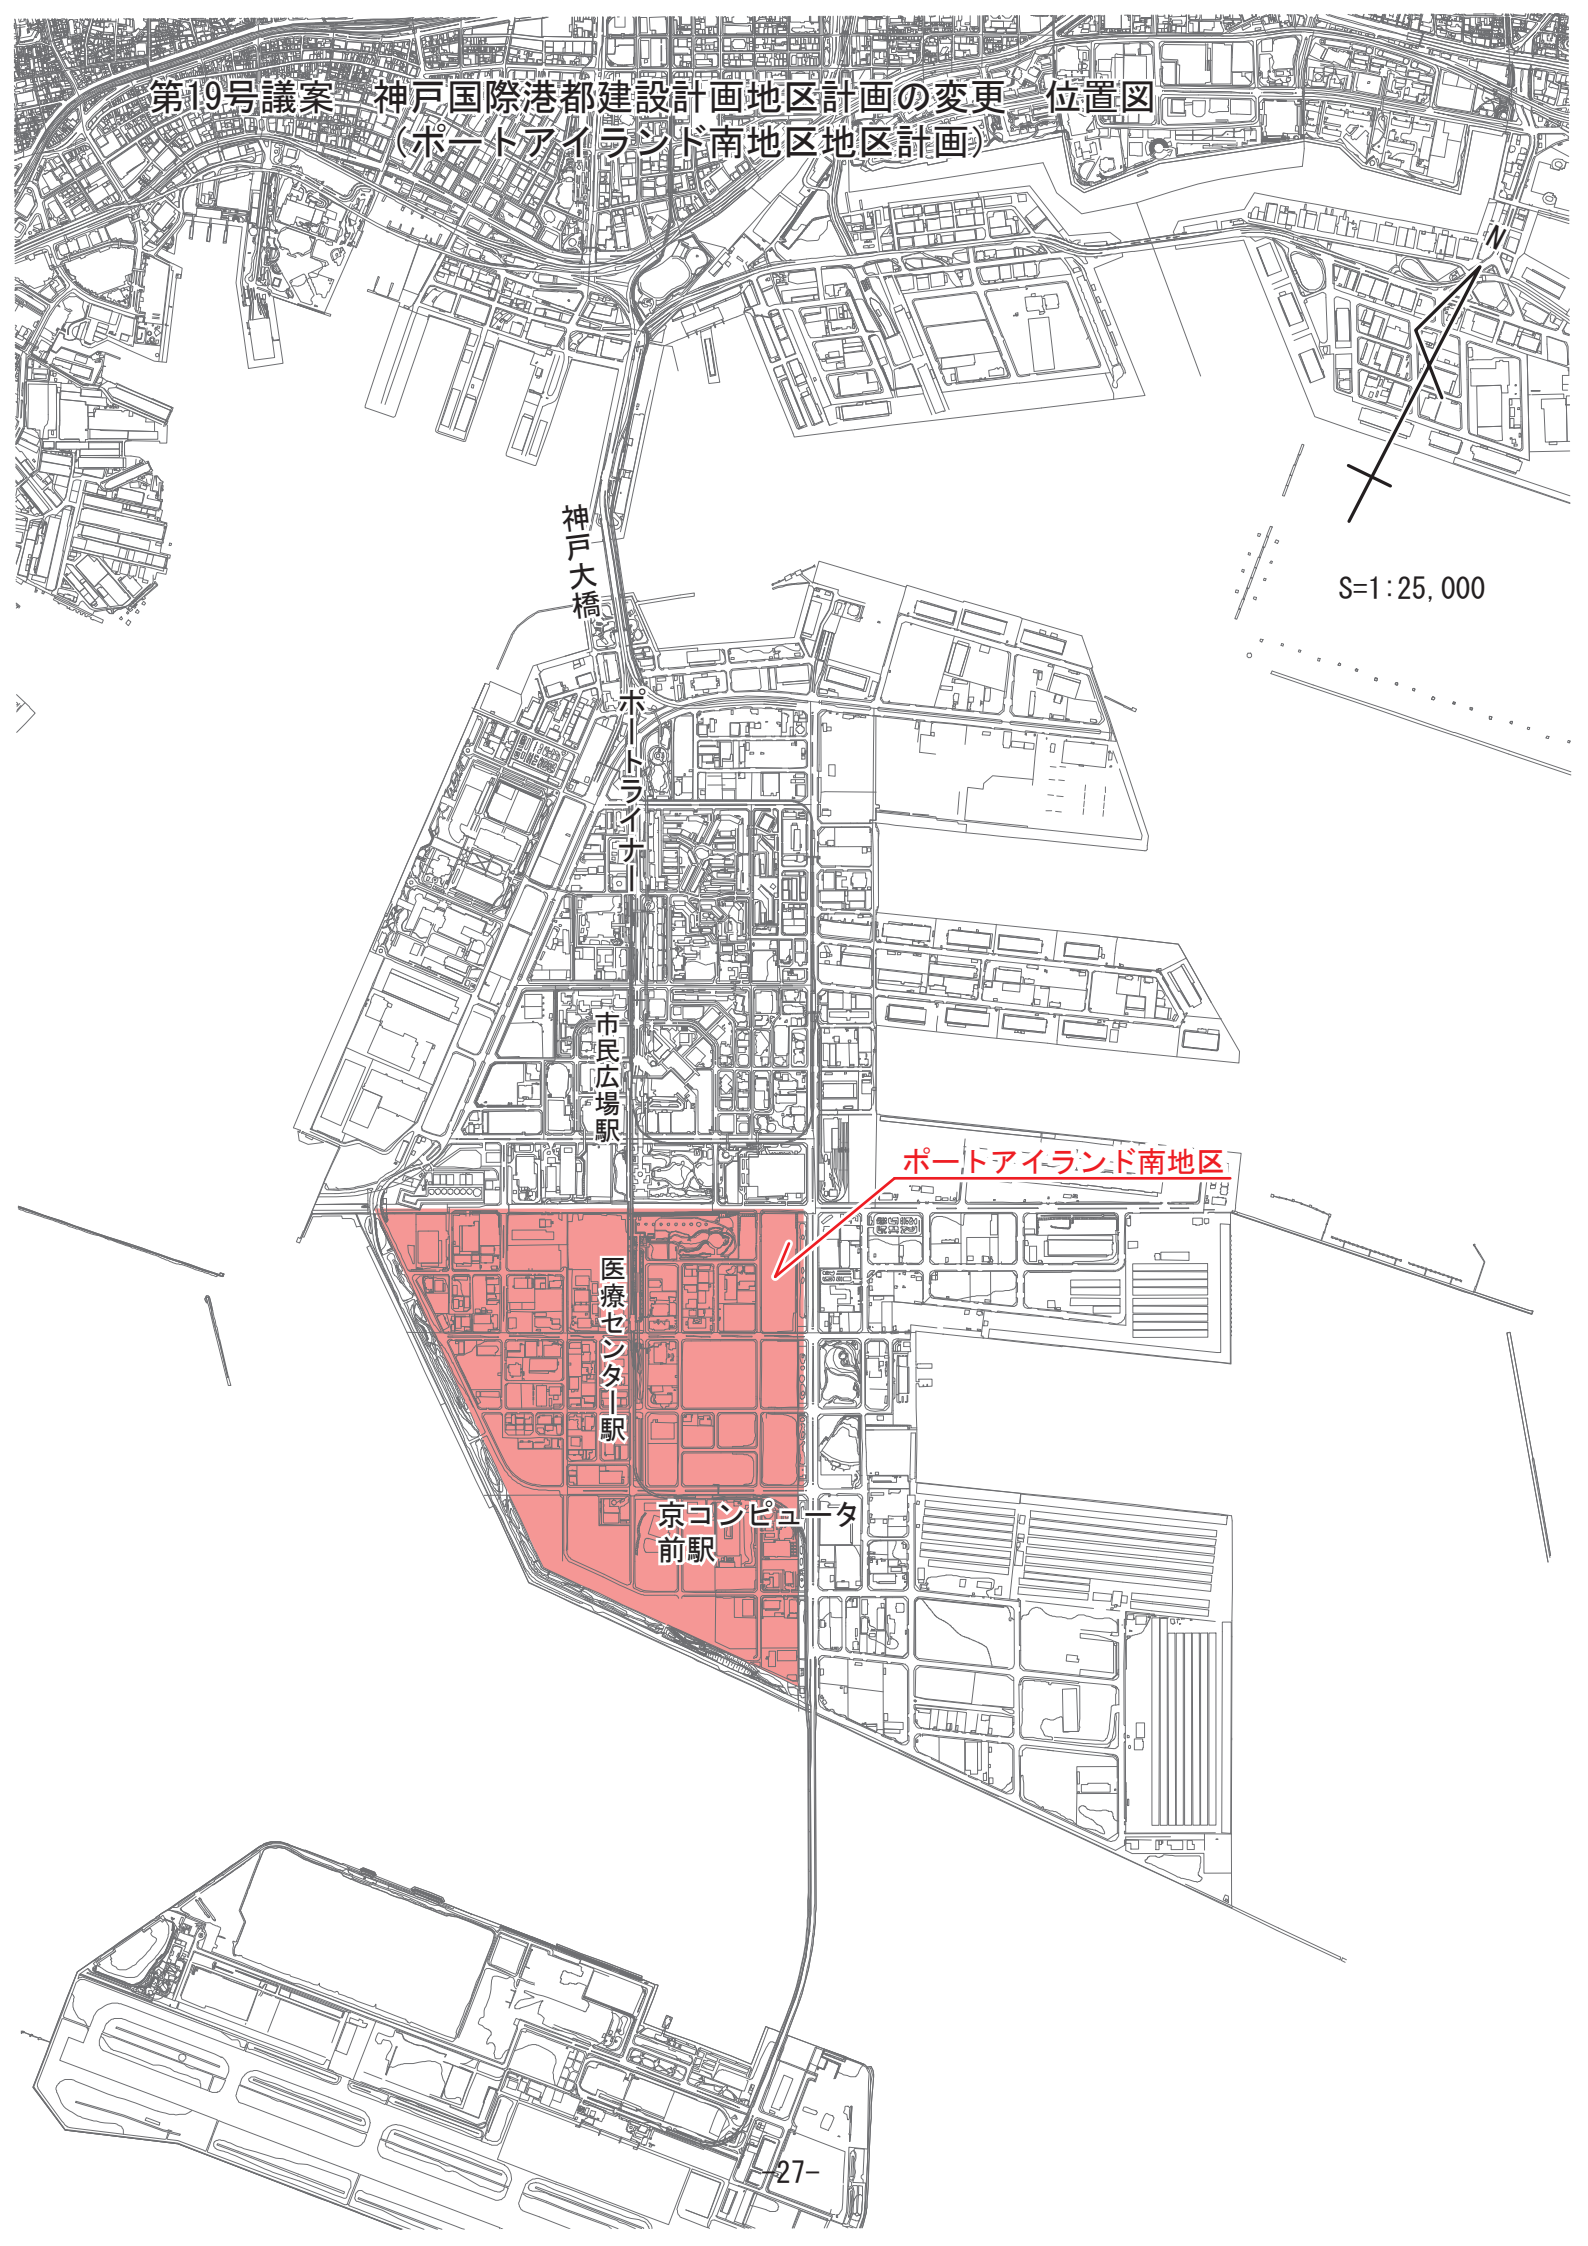 第19号議案　神戸国際港都建設計画地区計画の変更　位置図
（ポートアイランド南地区地区計画）
N
S=1:25,000
神戸大橋
ポートライナー
市民広場駅
ポートアイランド南地区
医療センター駅
京コンピュータ
前駅
-27-